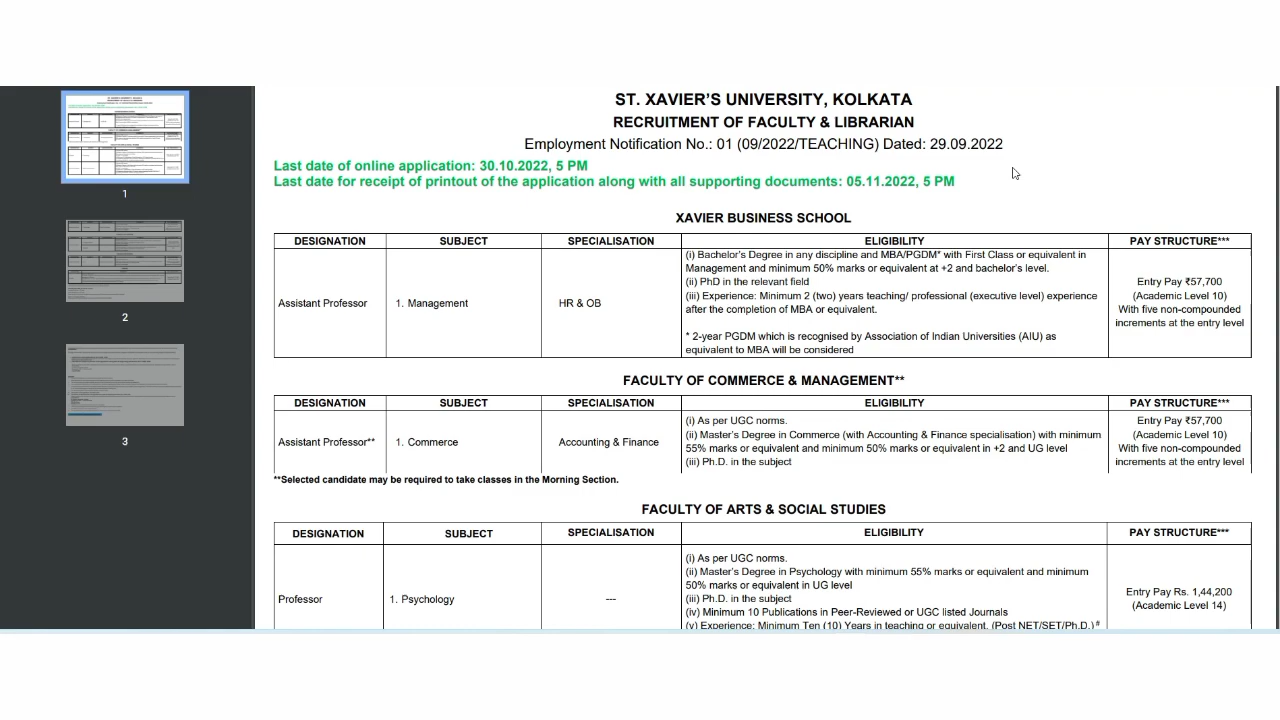 ST. XAVIER'S UNIVERSITY, KOLKATA
RECRUITMENT OF FACULTY & LIBRARIAN
Employment Notification No.: 01 (09/2022/TEACHING) Dated: 29.09.2022
Last date of online application: 30.10.2022, 5 PM
Last date for receipt of printout of the application along with all supporting documents: 05.11.2022, 5 PM
XAVIER BUSINESS SCHOOL
DESIGNATION SUBJECT SPECIALISATION ELIGIBILITY PAY STRUCTURE***
Assistant Professor
1. Management
HR & OB
(i) Bachelor's Degree in any discipline and MBA/PGDM* with First Class or equivalent in
Management and minimum 50% marks or equivalent at +2 and bachelor's level.
(ii) PhD in the relevant field
(iii) Experience: Minimum 2 (two) years teaching/ professional (executive level) experience
after the completion of MBA or equivalent.
* 2-year PGDM which is recognised by Association of Indian Universities (AIU) as
equivalent to MBA will be considered
Entry Pay ₹57,700
(Academic Level 10)
With five non-compounded
increments at the entry level
FACULTY OF COMMERCE & MANAGEMENT**
DESIGNATION SUBJECT SPECIALISATION ELIGIBILITY PAY STRUCTURE***
Assistant Professor**
1. Commerce
Accounting & Finance
(i) As per UGC norms.
(ii) Master's Degree in Commerce (with Accounting & Finance specialisation) with minimum
55% marks or equivalent and minimum 50% marks or equivalent in +2 and UG level
(iii) Ph.D. in the subject
Entry Pay ₹57,700
(Academic Level 10)
With five non-compounded
increments at the entry level
**Selected candidate may be required to take classes in the Morning Section.
FACULTY OF ARTS & SOCIAL STUDIES
DESIGNATION SUBJECT SPECIALISATION ELIGIBILITY PAY STRUCTURE***
Professor
1. Psychology
---
(i) As per UGC norms.
(ii) Master's Degree in Psychology with minimum 55% marks or equivalent and minimum
50% marks or equivalent in UG level
(iii) Ph.D. in the subject
(iv) Minimum 10 Publications in Peer-Reviewed or UGC listed Journals
(v) Experience: Minimum Ten (10) Years in teaching or equivalent. (Post NET/SET/Ph.D.)#
Entry Pay Rs. 1,44,200
(Academic Level 14)
1
2
3